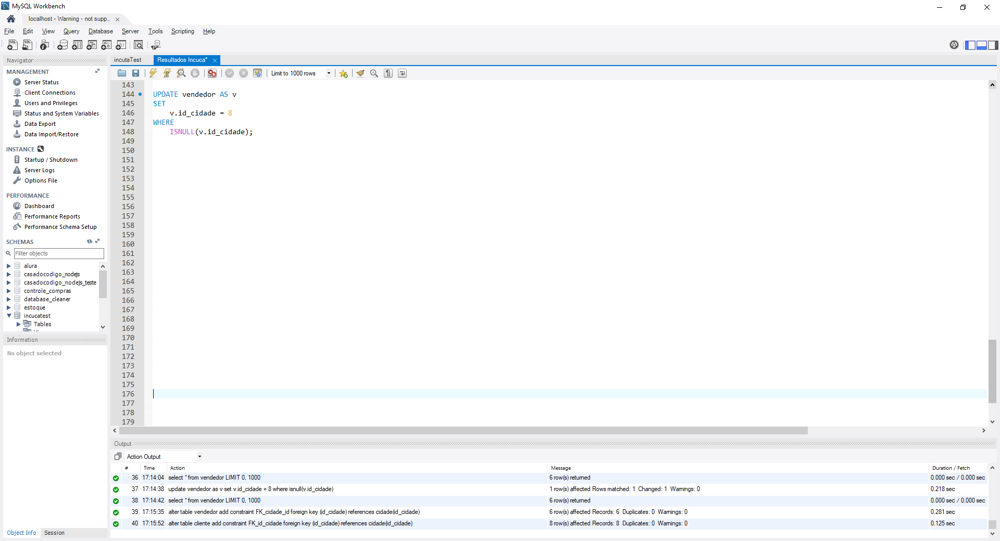 MySQL Workbench
localhost - Warning - not supp...
File Edit View Query Database Server Tools Scripting Help
Navigator
MANAGEMENT
Server Status
Client Connections
Users and Privileges
Status and System Variables
Data Export
Data Import/Restore
INSTANCE
Startup / Shutdown
Server Logs
Options File
PERFORMANCE
Dashboard
Performance Reports
Performance Schema Setup
SCHEMAS
Filter objects
alura
casadocodigo_nodejs
casadocodigo_nodejs_teste
controle_compras
database_cleaner
estoque
incucatest
Tables
Information
No object selected
Object Info Session
incutaTest Resultados Incuca*
Limit to 1000 rows
143
144 UPDATE vendedor AS v
145 SET
146 v.id_cidade = 8
147 WHERE
148 ISNULL(v.id_cidade);
149
150
151
152
153
154
155
156
157
158
159
160
161
162
163
164
165
166
167
168
169
170
171
172
173
174
175
176
177
178
179
Output
Action Output
# Time Action Message Duration / Fetch
36 17:14:04 select * from vendedor LIMIT 0, 1000 6 row(s) returned 0.000 sec / 0.000 sec
37 17:14:38 update vendedor as v set v.id_cidade = 8 where isnull(v.id_cidade) 1 row(s) affected Rows matched: 1 Changed: 1 Warnings: 0 0.218 sec
38 17:14:42 select * from vendedor LIMIT 0, 1000 6 row(s) returned 0.000 sec / 0.000 sec
39 17:15:35 alter table vendedor add constraint FK_cidade_id foreign key (id_cidade) references cidade(id_cidade) 6 row(s) affected Records: 6 Duplicates: 0 Warnings: 0 0.281 sec
40 17:15:52 alter table cliente add constraint FK_id_cidade foreign key (id_cidade) references cidade(id_cidade) 8 row(s) affected Records: 8 Duplicates: 0 Warnings: 0 0.125 sec